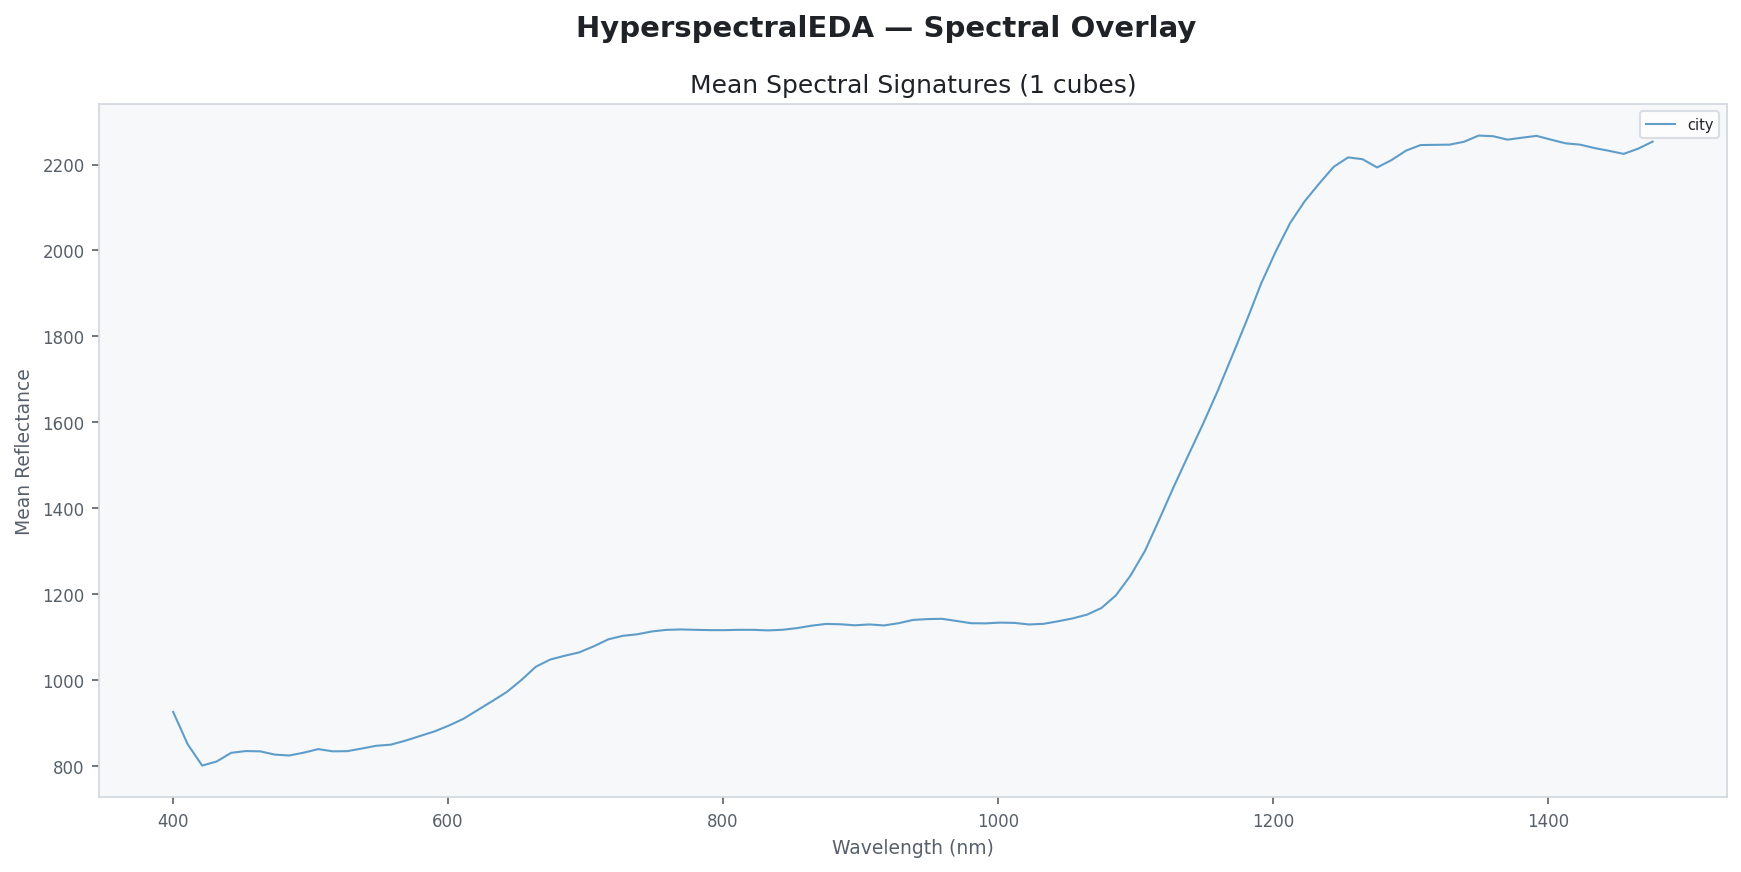 HyperspectralEDA — Spectral Overlay
Mean Spectral Signatures (1 cubes)
city
2200
2000
1800
1600
1400
1200
1000
800
Mean Reflectance
400 600 800 1000 1200 1400
Wavelength (nm)